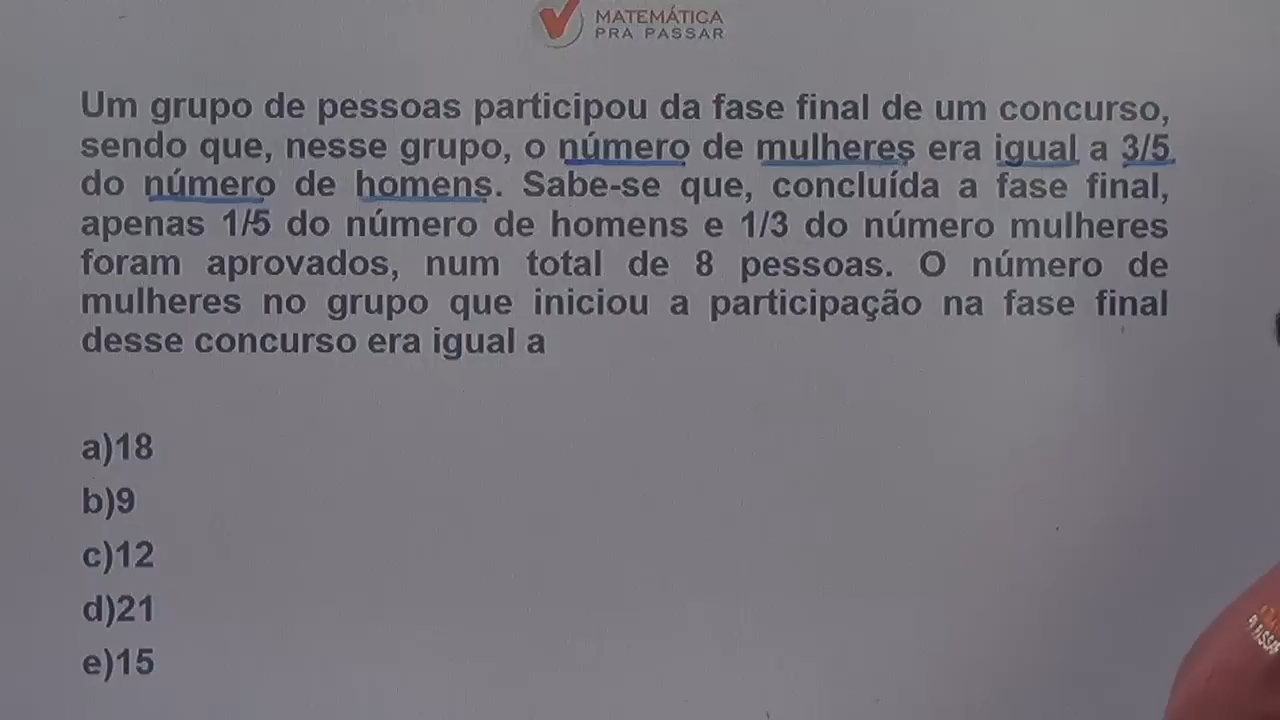 MATEMÁTICA
PRA PASSAR
Um grupo de pessoas participou da fase final de um concurso,
sendo que, nesse grupo, o número de mulheres era igual a 3/5
do número de homens. Sabe-se que, concluída a fase final,
apenas 1/5 do número de homens e 1/3 do número mulheres
foram aprovados, num total de 8 pessoas. O número de
mulheres no grupo que iniciou a participação na fase final
desse concurso era igual a
a)18
b)9
c)12
d)21
e)15